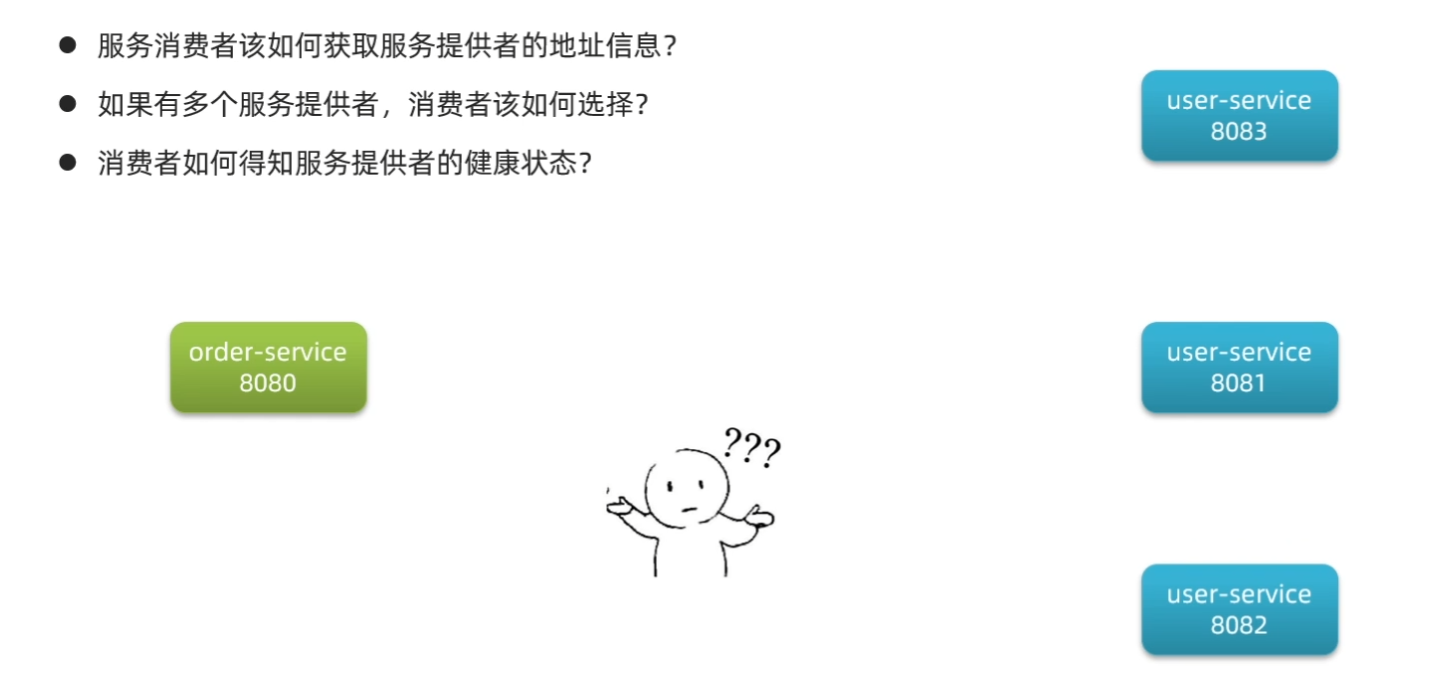 ● 服务消费者该如何获取服务提供者的地址信息？
● 如果有多个服务提供者，消费者该如何选择？
● 消费者如何得知服务提供者的健康状态？
user-service
8083
order-service
8080
user-service
8081
???
user-service
8082